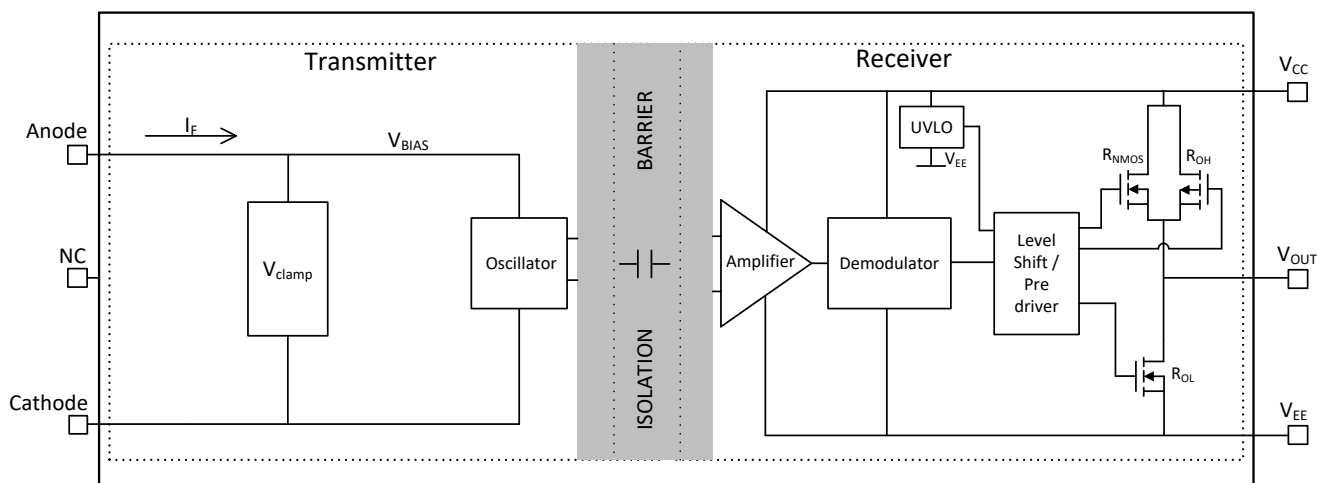 Transmitter
Receiver
BARRIER
ISOLATION
Anode
I_F
V_BIAS
NC
V_clamp
Oscillator
Cathode
Amplifier
Demodulator
UVLO
V_EE
Level
Shift /
Pre
driver
R_NMOS
R_OH
R_OL
V_CC
V_OUT
V_EE